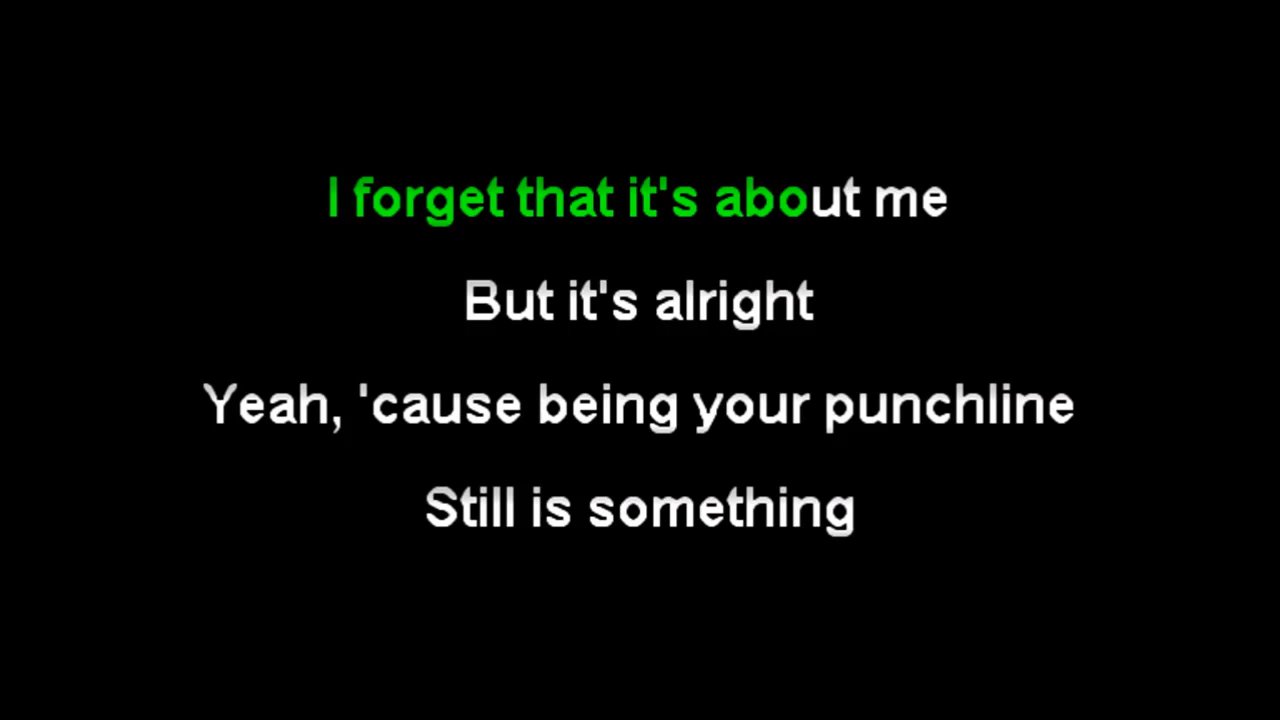 I forget that it's about me
But it's alright
Yeah, 'cause being your punchline
Still is something